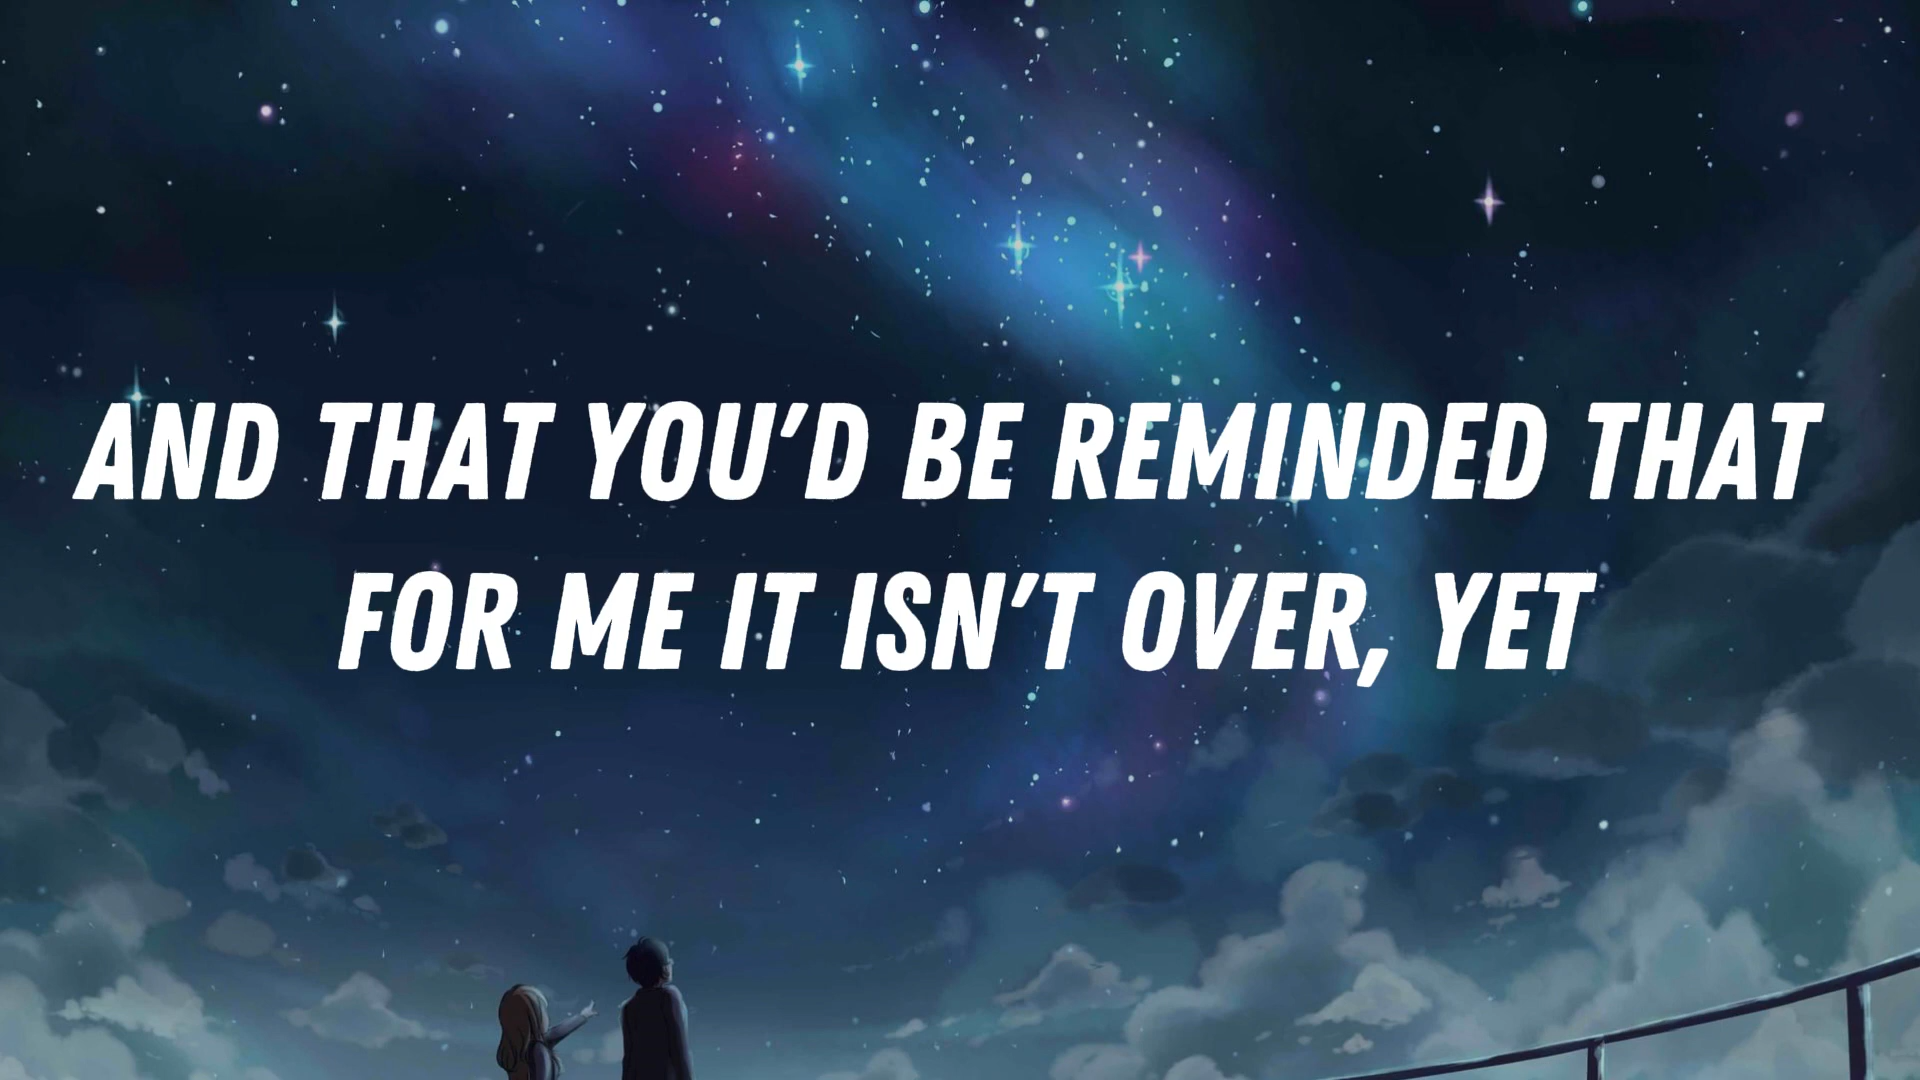 AND THAT YOU'D BE REMINDED THAT
FOR ME IT ISN'T OVER, YET